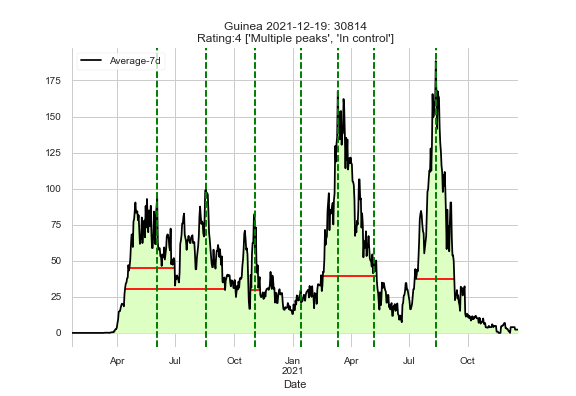 Guinea 2021-12-19: 30814
Rating:4 ['Multiple peaks', 'In control']
Average-7d
175
150
125
100
75
50
25
0
Apr Jul Oct Jan Apr Jul Oct
2021
Date